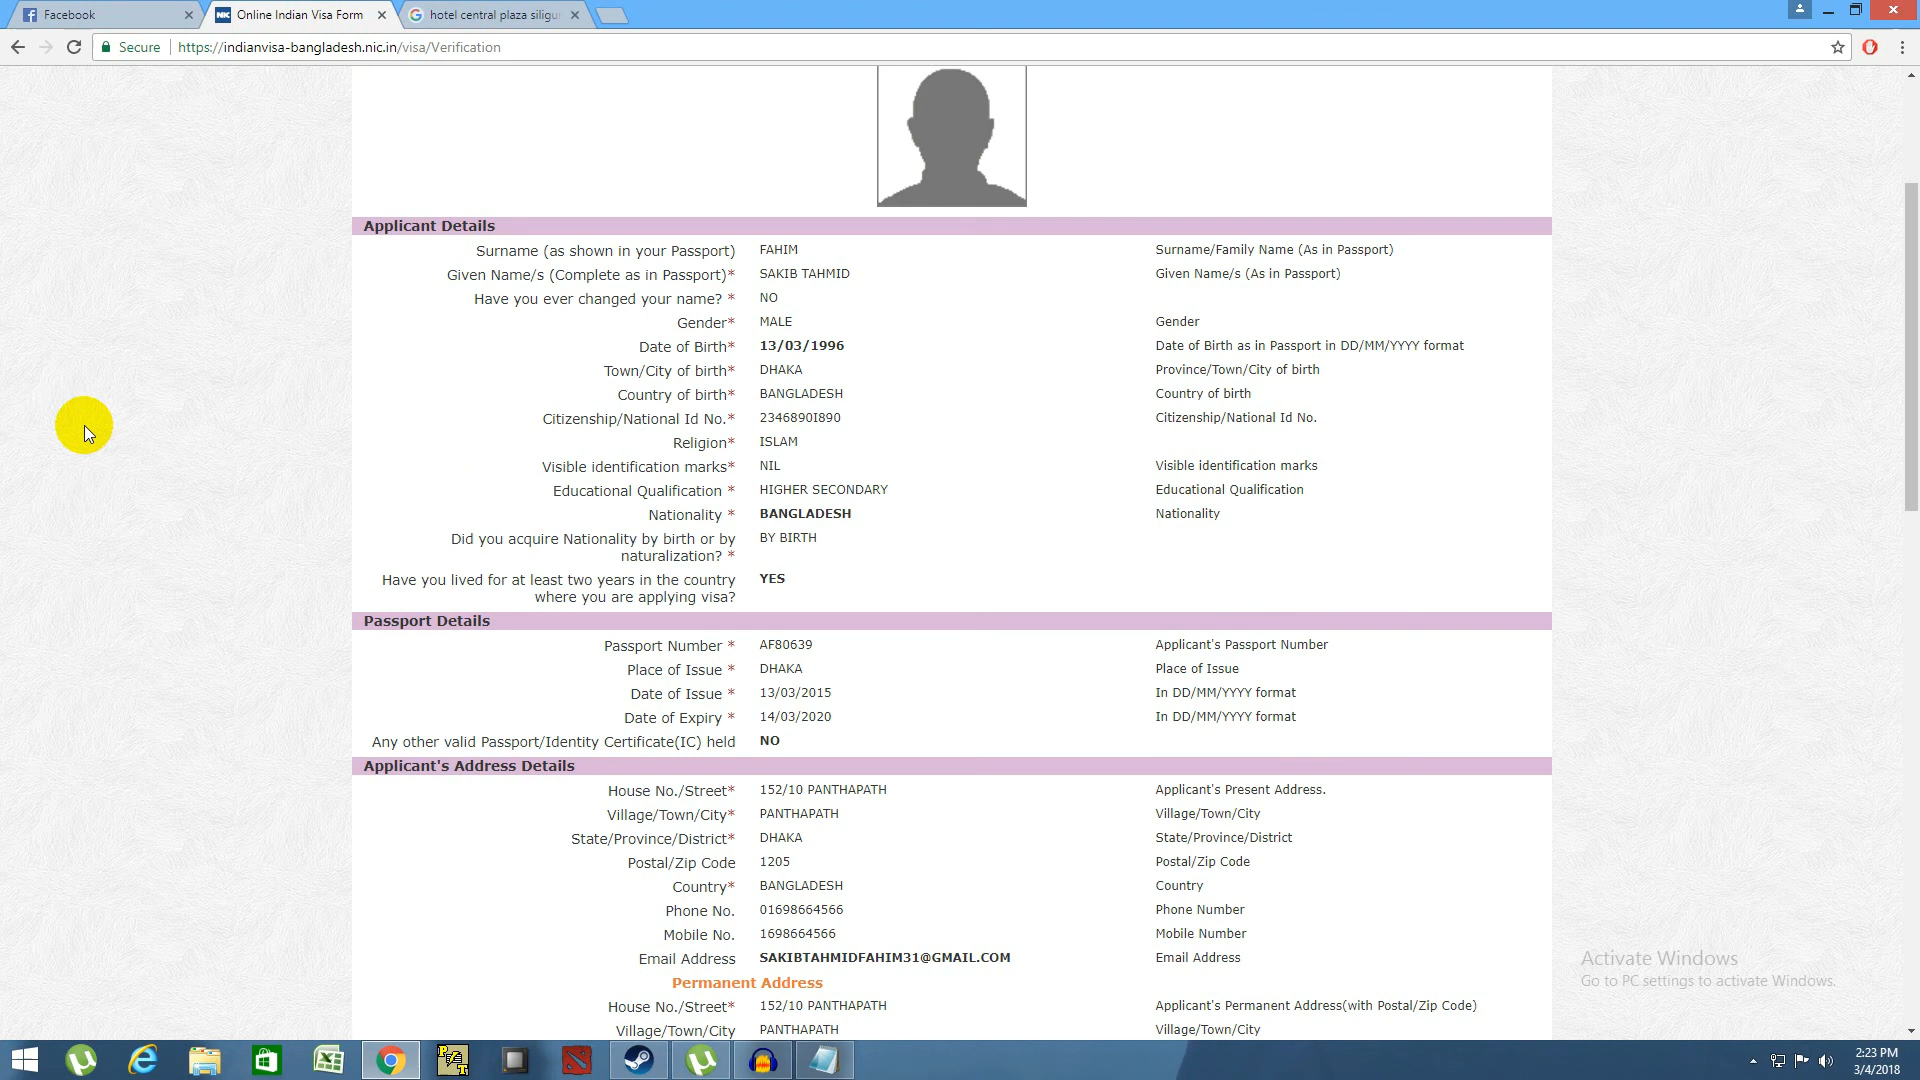 Facebook
Online Indian Visa Form
hotel central plaza siligu
Secure
https://indianvisa-bangladesh.nic.in/visa/Verification
Applicant Details
Surname (as shown in your Passport) FAHIM Surname/Family Name (As in Passport)
Given Name/s (Complete as in Passport)* SAKIB TAHMID Given Name/s (As in Passport)
Have you ever changed your name? * NO
Gender* MALE Gender
Date of Birth* 13/03/1996 Date of Birth as in Passport in DD/MM/YYYY format
Town/City of birth* DHAKA Province/Town/City of birth
Country of birth* BANGLADESH Country of birth
Citizenship/National Id No.* 2346890I890 Citizenship/National Id No.
Religion* ISLAM
Visible identification marks* NIL Visible identification marks
Educational Qualification * HIGHER SECONDARY Educational Qualification
Nationality * BANGLADESH Nationality
Did you acquire Nationality by birth or by BY BIRTH
naturalization? *
Have you lived for at least two years in the country YES
where you are applying visa?
Passport Details
Passport Number * AF80639 Applicant's Passport Number
Place of Issue * DHAKA Place of Issue
Date of Issue * 13/03/2015 In DD/MM/YYYY format
Date of Expiry * 14/03/2020 In DD/MM/YYYY format
Any other valid Passport/Identity Certificate(IC) held NO
Applicant's Address Details
House No./Street* 152/10 PANTHAPATH Applicant's Present Address.
Village/Town/City* PANTHAPATH Village/Town/City
State/Province/District* DHAKA State/Province/District
Postal/Zip Code 1205 Postal/Zip Code
Country* BANGLADESH Country
Phone No. 01698664566 Phone Number
Mobile No. 1698664566 Mobile Number
Email Address SAKIBTAHMIDFAHIM31@GMAIL.COM Email Address
Permanent Address
House No./Street* 152/10 PANTHAPATH Applicant's Permanent Address(with Postal/Zip Code)
Village/Town/City PANTHAPATH Village/Town/City
Activate Windows
Go to PC settings to activate Windows.
2:23 PM
3/4/2018